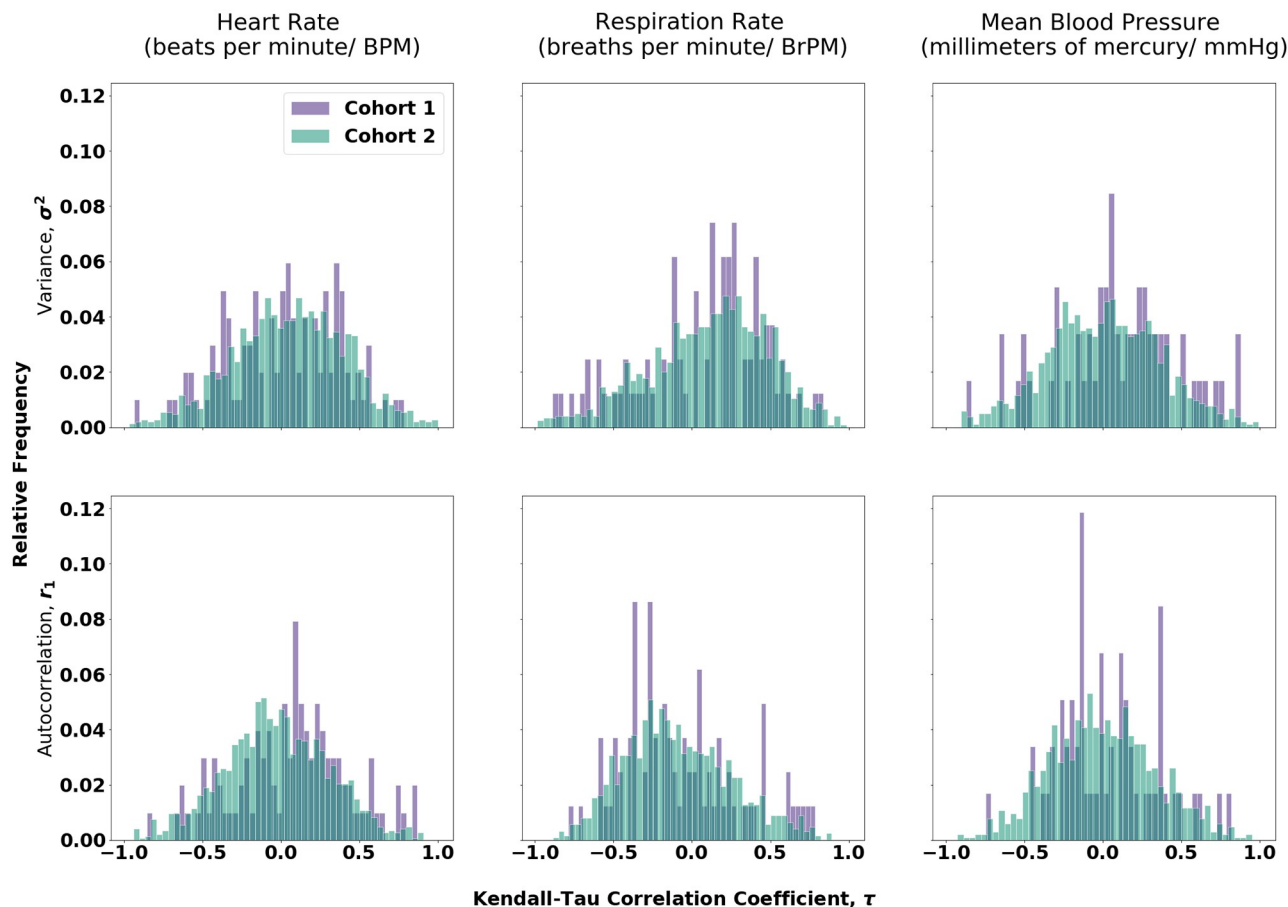 Heart Rate
(beats per minute/ BPM)
Respiration Rate
(breaths per minute/ BrPM)
Mean Blood Pressure
(millimeters of mercury/ mmHg)
Cohort 1
Cohort 2
Relative Frequency
Variance, σ²
0.12
0.10
0.08
0.06
0.04
0.02
0.00
Autocorrelation, r₁
0.12
0.10
0.08
0.06
0.04
0.02
0.00
−1.0 −0.5 0.0 0.5 1.0
−1.0 −0.5 0.0 0.5 1.0
−1.0 −0.5 0.0 0.5 1.0
Kendall-Tau Correlation Coefficient, τ